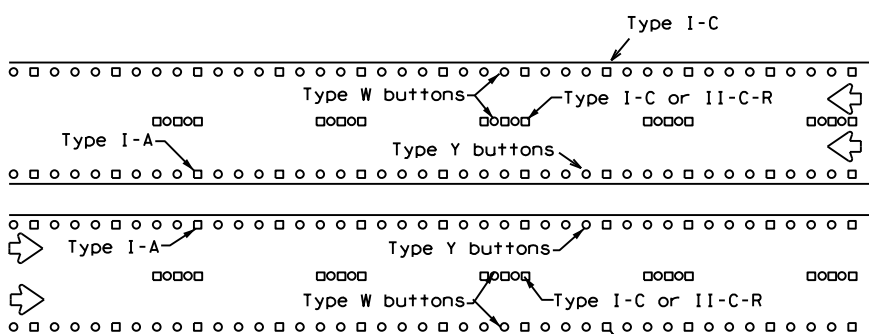 Type I-C
Type W buttons
Type I-C or II-C-R
Type I-A
Type Y buttons
Type I-A
Type Y buttons
Type W buttons
Type I-C or II-C-R